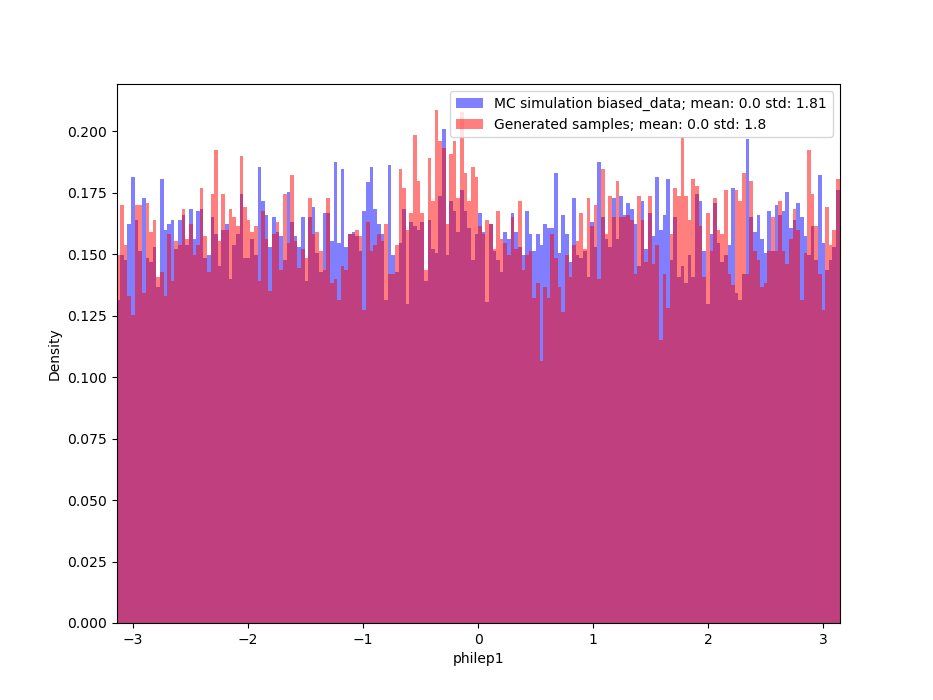 MC simulation biased_data; mean: 0.0 std: 1.81
Generated samples; mean: 0.0 std: 1.8
0.200
0.175
0.150
0.125
0.100
0.075
0.050
0.025
0.000
Density
−3 −2 −1 0 1 2 3
philep1